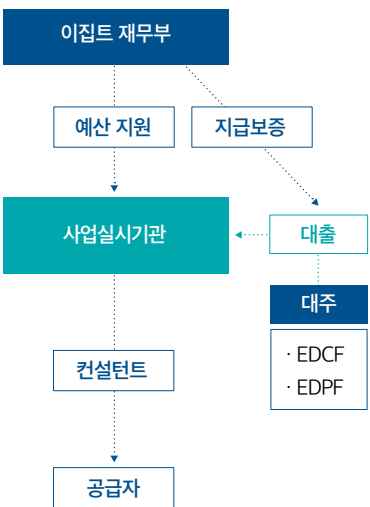 이집트 재무부
예산 지원
지급보증
사업실시기관
대출
대주
· EDCF
· EDPF
컨설턴트
공급자